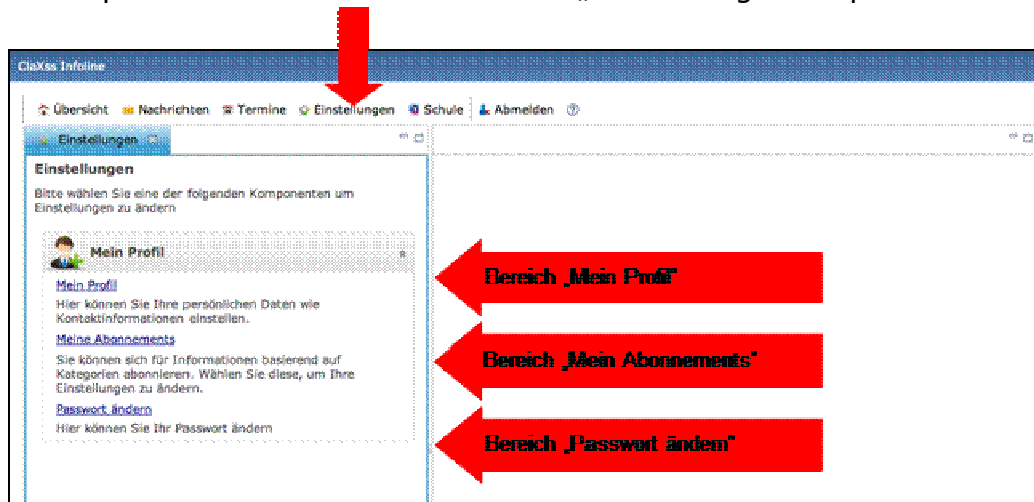 ClaXss Infoline
Übersicht Nachrichten Termine Einstellungen Schule Abmelden
Einstellungen
Einstellungen
Bitte wählen Sie eine der folgenden Komponenten um
Einstellungen zu ändern
Mein Profil
Mein Profil
Hier können Sie Ihre persönlichen Daten wie
Kontaktinformationen einstellen.
Meine Abonnements
Sie können sich für Informationen basierend auf
Kategorien abonnieren. Wählen Sie diese, um Ihre
Einstellungen zu ändern.
Passwort ändern
Hier können Sie Ihr Passwort ändern
Bereich „Mein Profil“
Bereich „Mein Abonnements“
Bereich „Passwort ändern“